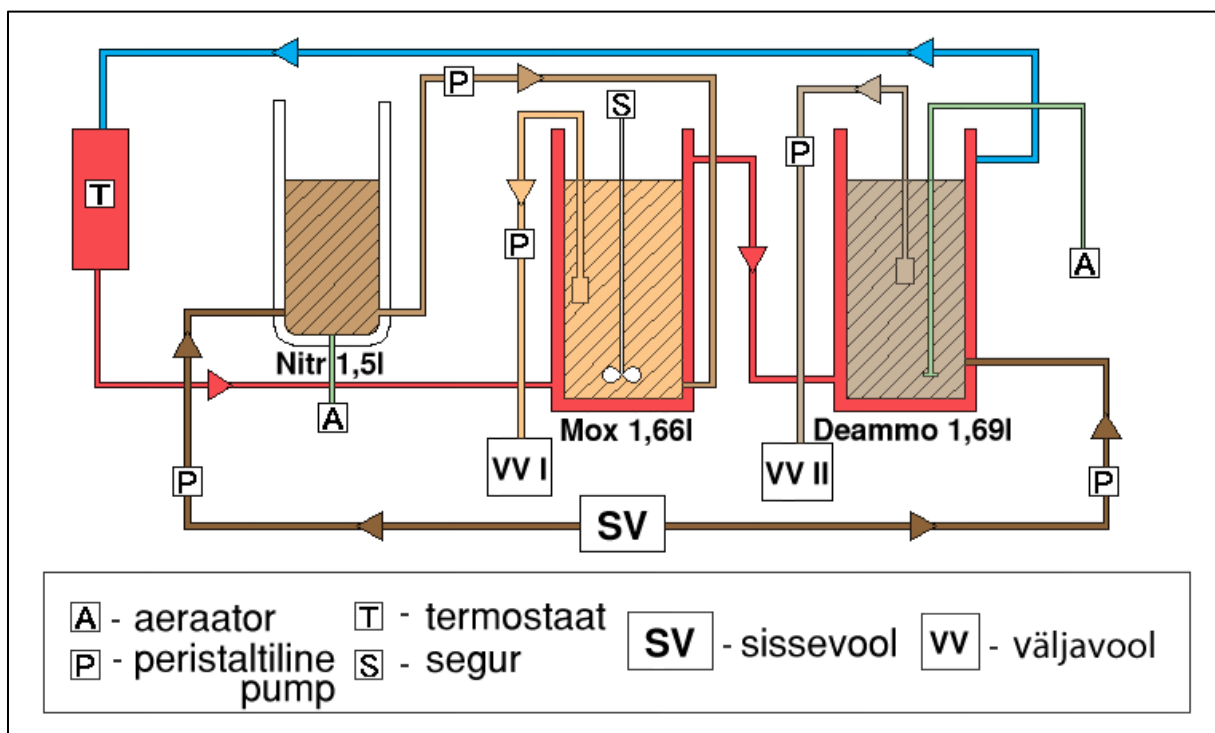 P
S
T
P
P
A
Nitr 1,5l
A
Mox 1,66l
Deammo 1,69l
VV I
VV II
P
P
SV
A - aeraator
P - peristaltiline
pump
T - termostaat
S - segur
SV - sissevool
VV - väljavool